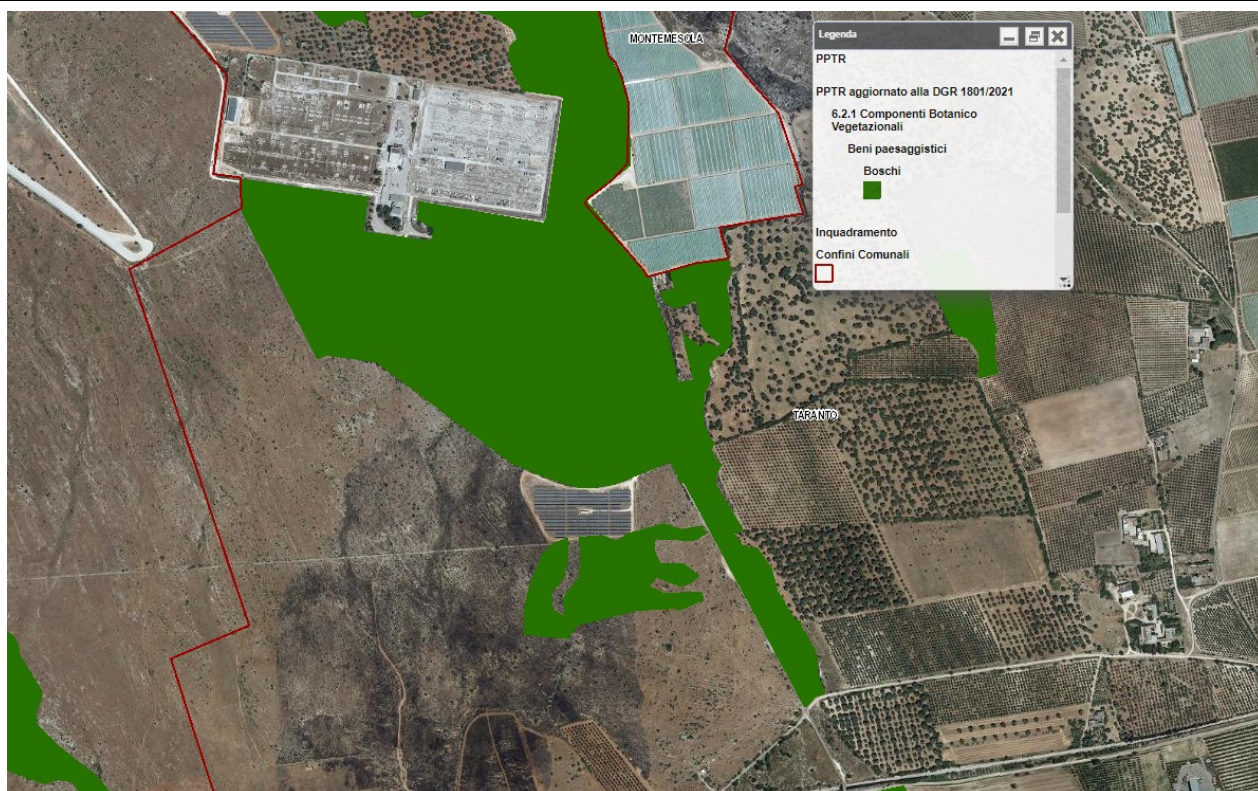 MONTEMESOLA
Legenda
PPTR
PPTR aggiornato alla DGR 1801/2021
6.2.1 Componenti Botanico
Vegetazionali
Beni paesaggistici
Boschi
Inquadramento
Confini Comunali
TARANTO